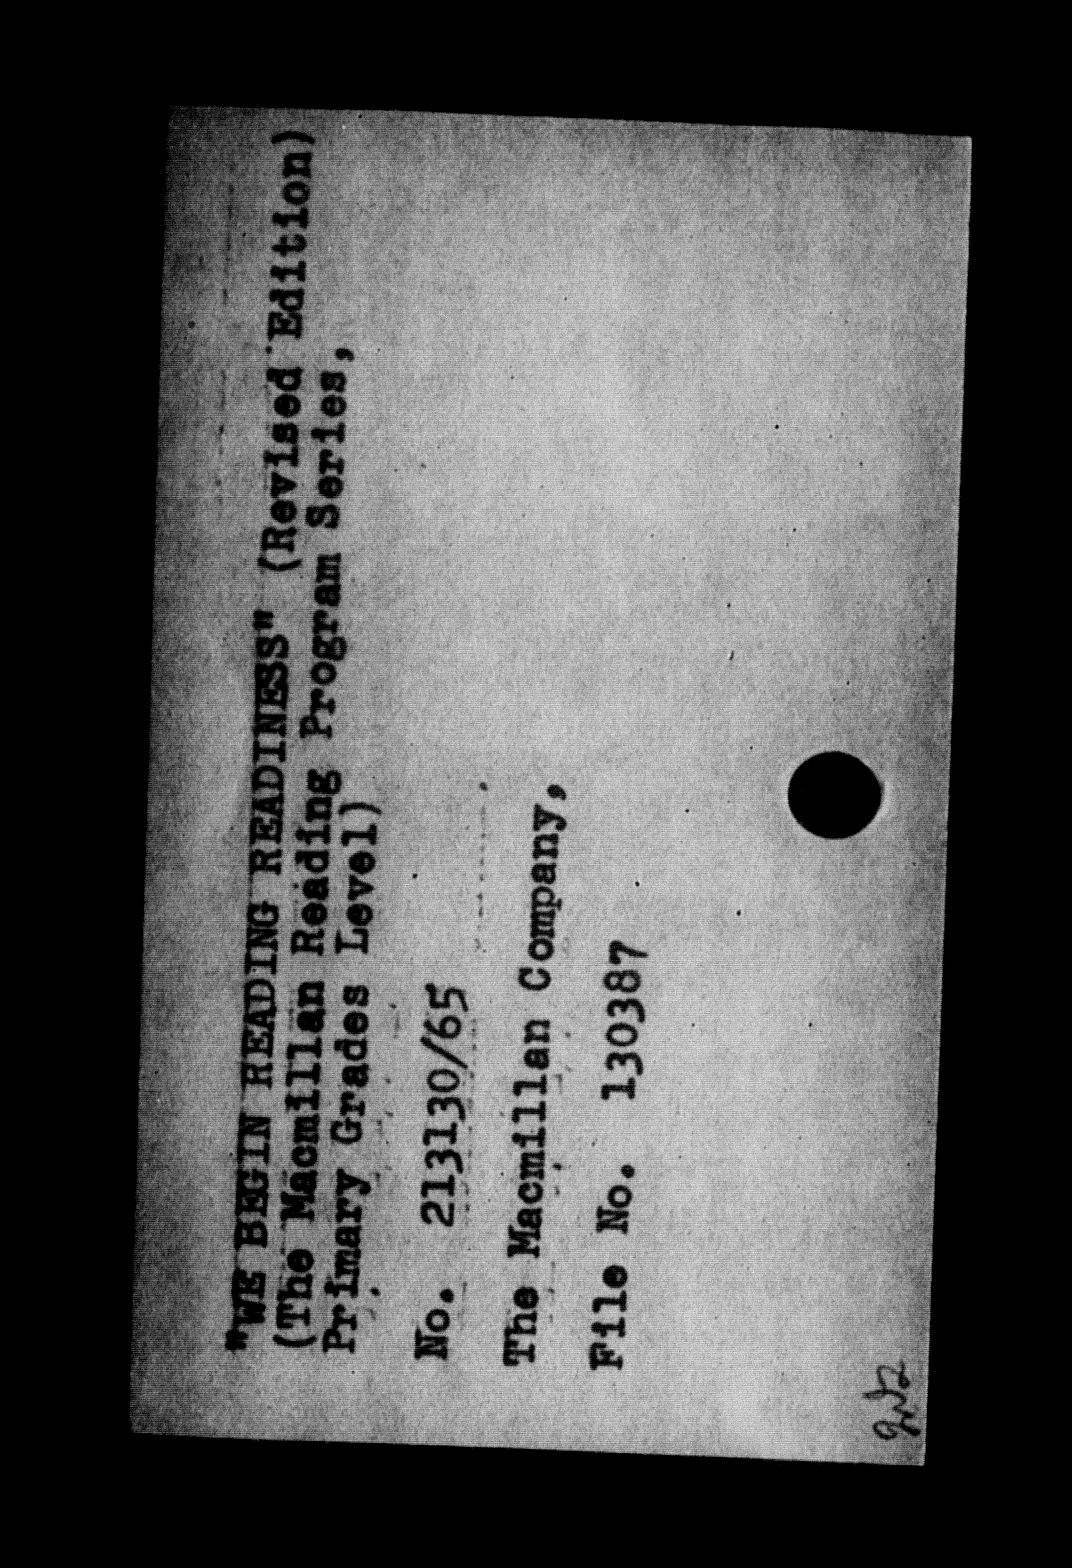 "WE BEGIN READING READINESS" (Revised Edition)
(The Macmillan Reading Program Series,
Primary Grades Level)
No. 213130/65
The Macmillan Company,
File No. 130387